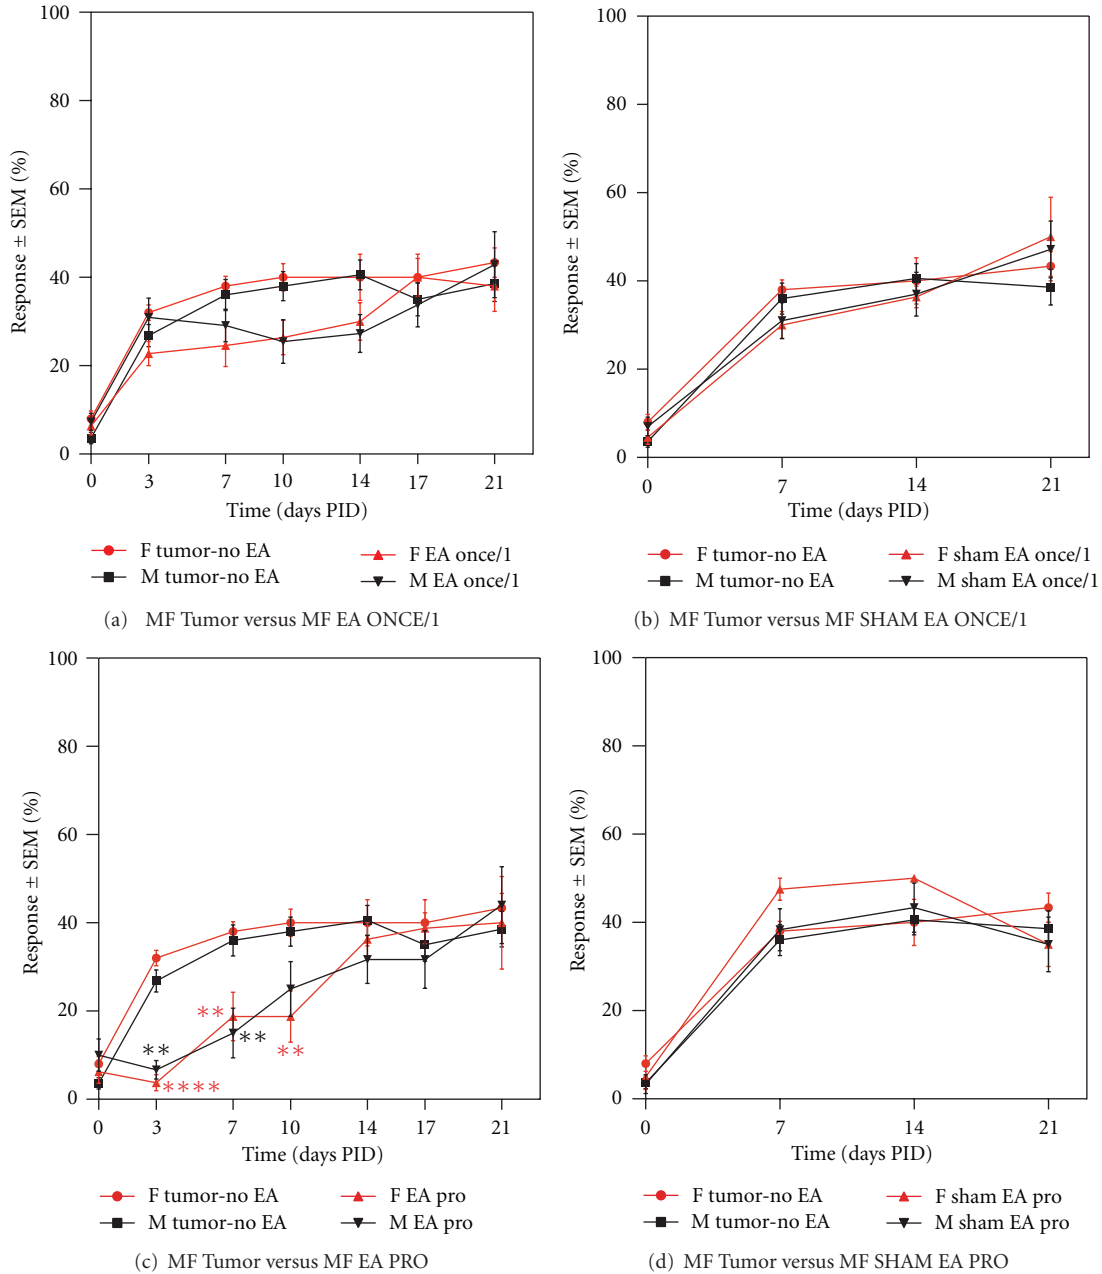 100
80
60
40
20
0
Response ± SEM (%)
0 3 7 10 14 17 21
Time (days PID)
F tumor-no EA
M tumor-no EA
F EA once/1
M EA once/1
(a) MF Tumor versus MF EA ONCE/1
100
80
60
40
20
0
Response ± SEM (%)
0 7 14 21
Time (days PID)
F tumor-no EA
M tumor-no EA
F sham EA once/1
M sham EA once/1
(b) MF Tumor versus MF SHAM EA ONCE/1
100
80
60
40
20
0
Response ± SEM (%)
**
**
**
**
****
0 3 7 10 14 17 21
Time (days PID)
F tumor-no EA
M tumor-no EA
F EA pro
M EA pro
(c) MF Tumor versus MF EA PRO
100
80
60
40
20
0
Response ± SEM (%)
0 7 14 21
Time (days PID)
F tumor-no EA
M tumor-no EA
F sham EA pro
M sham EA pro
(d) MF Tumor versus MF SHAM EA PRO